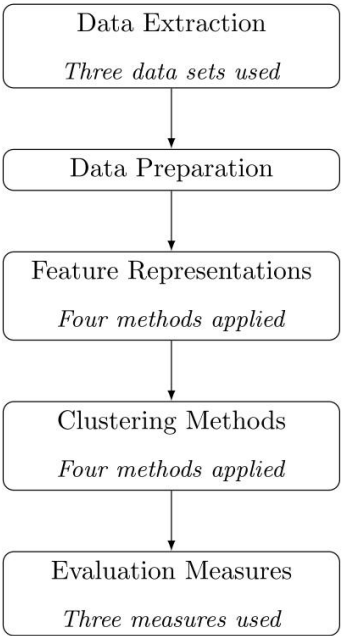 Data Extraction
Three data sets used
Data Preparation
Feature Representations
Four methods applied
Clustering Methods
Four methods applied
Evaluation Measures
Three measures used